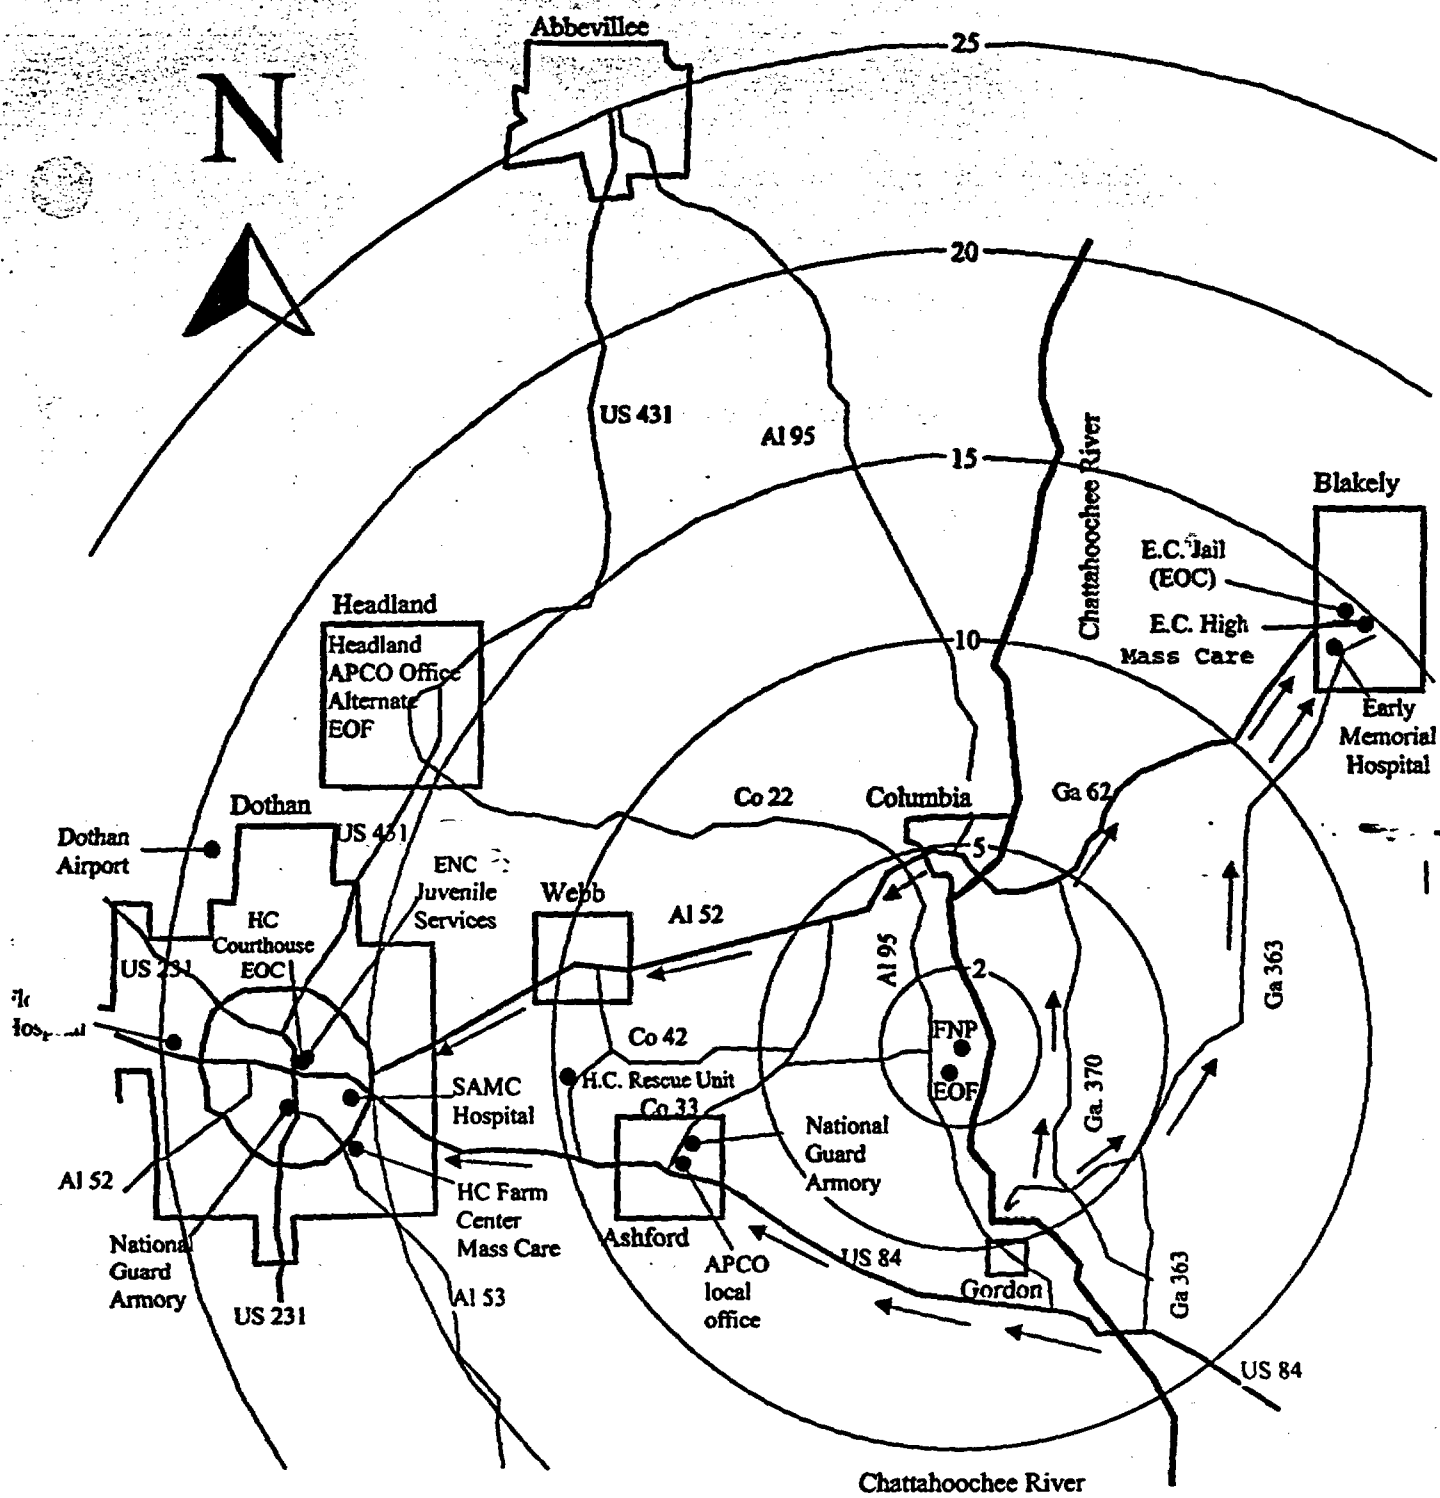 Abbevillee
25
N
20
US 431
Al 95
Chattahoochee River
15
Blakely
E.C. Jail
(EOC)
E.C. High
Mass Care
Early
Memorial
Hospital
10
Headland
Headland
APCO Office
Alternate
EOF
Co 22
Columbia
Ga 62
Dothan
US 431
Dothan
Airport
5
ENC
Juvenile
Services
Webb
Al 52
HC
Courthouse
EOC
US 231
Al 95
2
Ga 363
FNP
EOF
Co 42
H.C. Rescue Unit
Co 33
SAMC
Hospital
Ga. 370
National
Guard
Armory
Al 52
HC Farm
Center
Mass Care
Ashford
National
Guard
Armory
US 231
Al 53
APCO
local
office
US 84
Gordon
Ga 363
US 84
Chattahoochee River